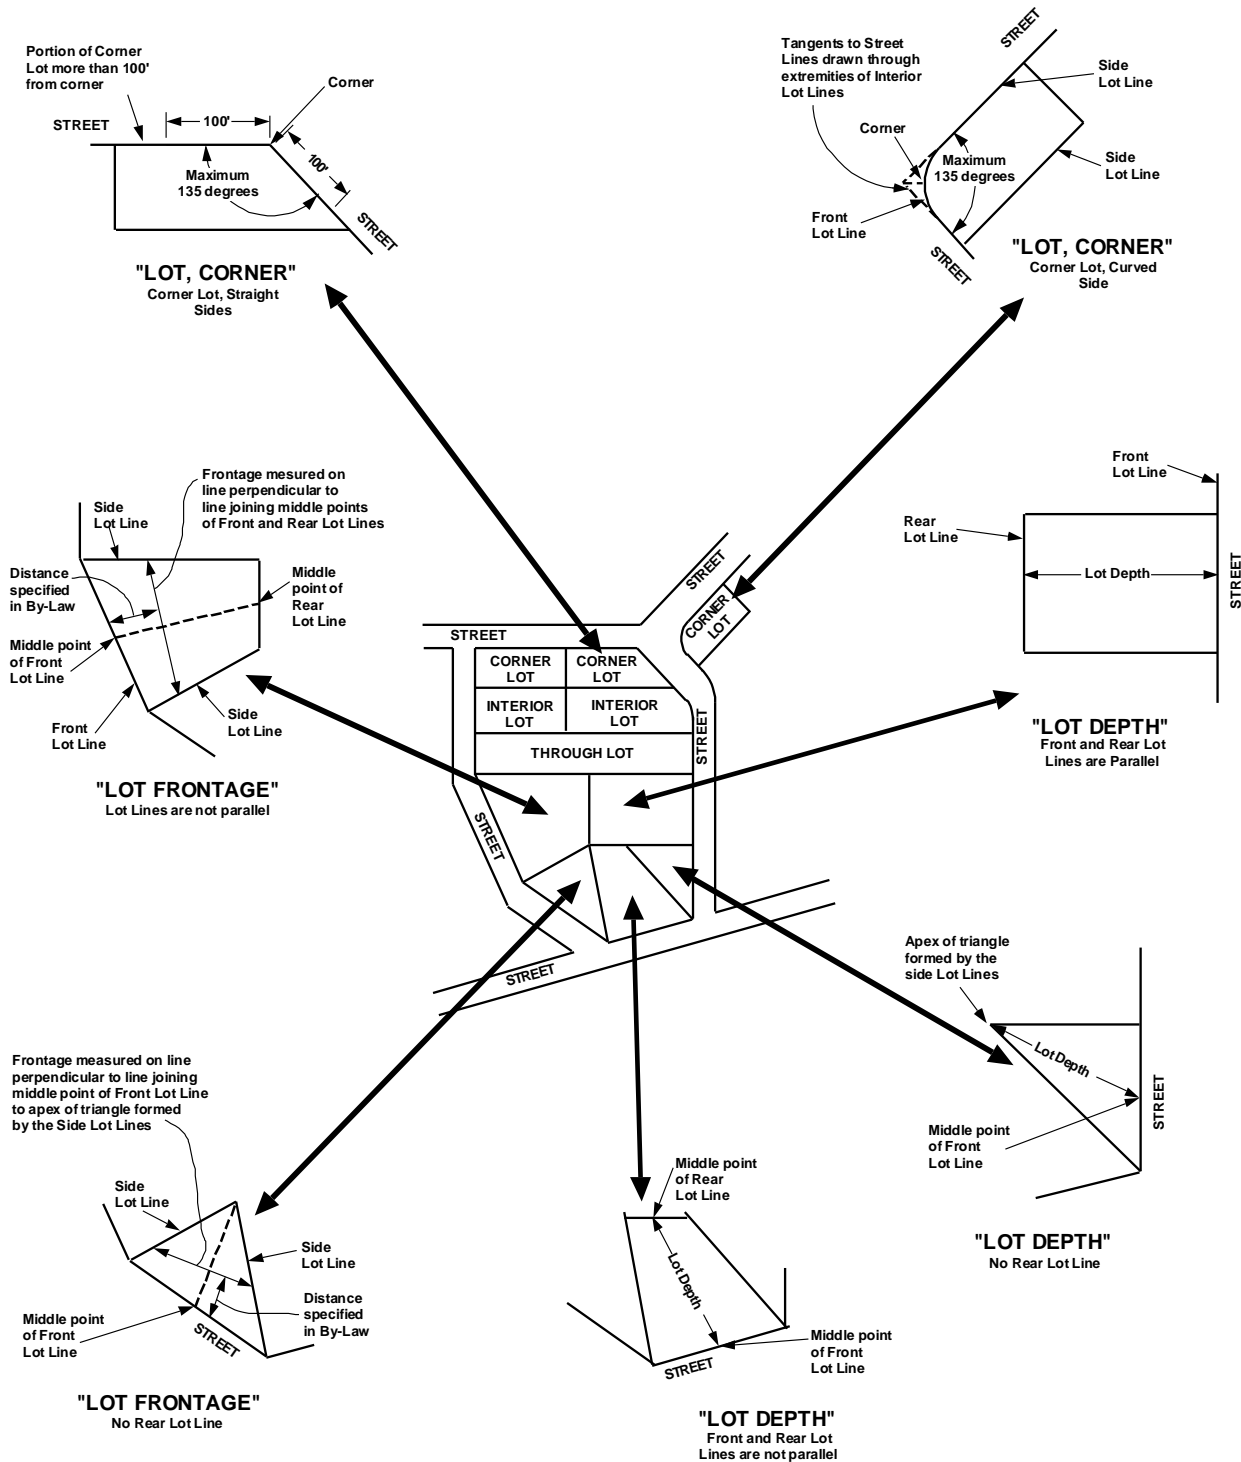 Portion of Corner
Lot more than 100'
from corner
Corner
STREET
100'
100'
Maximum
135 degrees
STREET
"LOT, CORNER"
Corner Lot, Straight
Sides
STREET
Tangents to Street
Lines drawn through
extremities of Interior
Lot Lines
Side
Lot Line
Corner
Maximum
135 degrees
Side
Lot Line
Front
Lot Line
STREET
"LOT, CORNER"
Corner Lot, Curved
Side
Frontage mesured on
line perpendicular to
line joining middle points
of Front and Rear Lot Lines
Side
Lot Line
Distance
specified
in By-Law
Middle
point of
Rear
Lot Line
Middle point
of Front
Lot Line
Front
Lot Line
Side
Lot Line
"LOT FRONTAGE"
Lot Lines are not parallel
Front
Lot Line
Rear
Lot Line
Lot Depth
STREET
"LOT DEPTH"
Front and Rear Lot
Lines are Parallel
STREET
STREET
CORNER
LOT
CORNER
LOT
CORNER
LOT
INTERIOR
LOT
INTERIOR
LOT
STREET
THROUGH LOT
STREET
STREET
Apex of triangle
formed by the
side Lot Lines
Lot Depth
STREET
Middle point
of Front
Lot Line
"LOT DEPTH"
No Rear Lot Line
Frontage measured on line
perpendicular to line joining
middle point of Front Lot Line
to apex of triangle formed
by the Side Lot Lines
Side
Lot Line
Side
Lot Line
Distance
specified
in By-Law
Middle point
of Front
Lot Line
STREET
"LOT FRONTAGE"
No Rear Lot Line
Middle point
of Rear
Lot Line
Lot Depth
Middle point
of Front
Lot Line
STREET
"LOT DEPTH"
Front and Rear Lot
Lines are not parallel